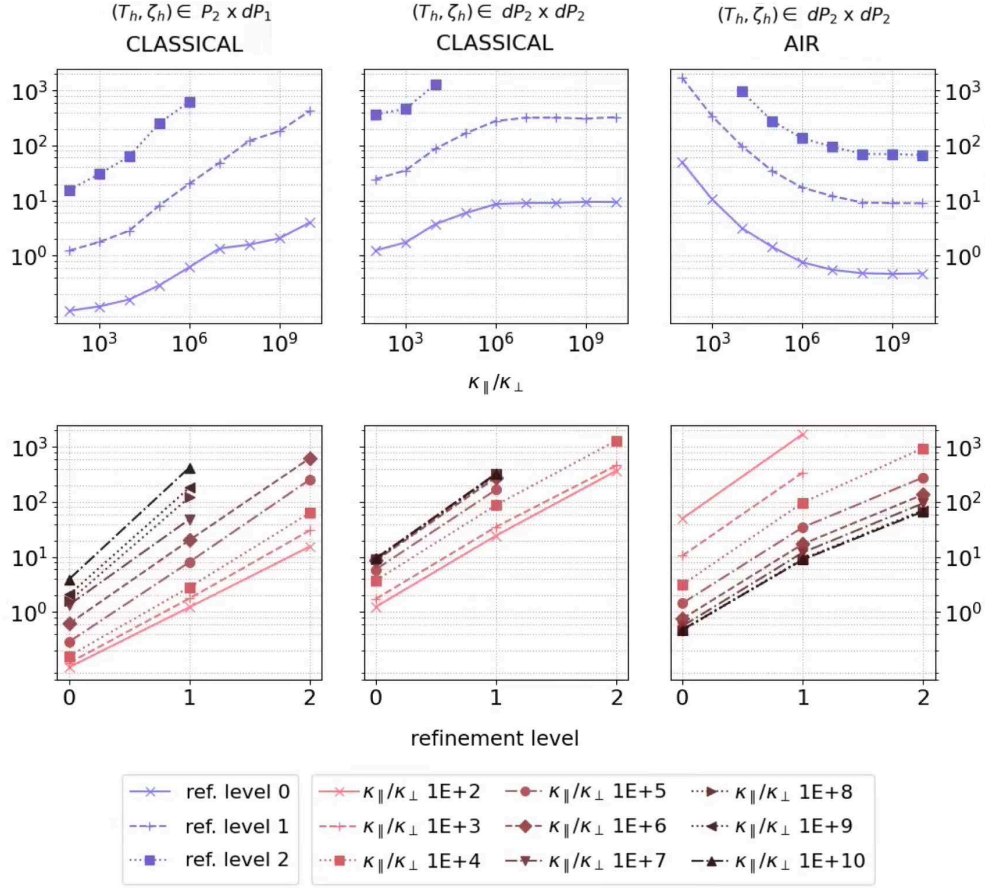 (T_h, ζ_h) ∈ P_2 x dP_1
CLASSICAL
(T_h, ζ_h) ∈ dP_2 x dP_2
CLASSICAL
(T_h, ζ_h) ∈ dP_2 x dP_2
AIR
10^3
10^2
10^1
10^0
10^3
10^2
10^1
10^0
10^3 10^6 10^9
10^3 10^6 10^9
10^3 10^6 10^9
κ_∥/κ_⊥
10^3
10^2
10^1
10^0
10^3
10^2
10^1
10^0
0 1 2
0 1 2
0 1 2
refinement level
ref. level 0
ref. level 1
ref. level 2
κ_∥/κ_⊥ 1E+2
κ_∥/κ_⊥ 1E+3
κ_∥/κ_⊥ 1E+4
κ_∥/κ_⊥ 1E+5
κ_∥/κ_⊥ 1E+6
κ_∥/κ_⊥ 1E+7
κ_∥/κ_⊥ 1E+8
κ_∥/κ_⊥ 1E+9
κ_∥/κ_⊥ 1E+10